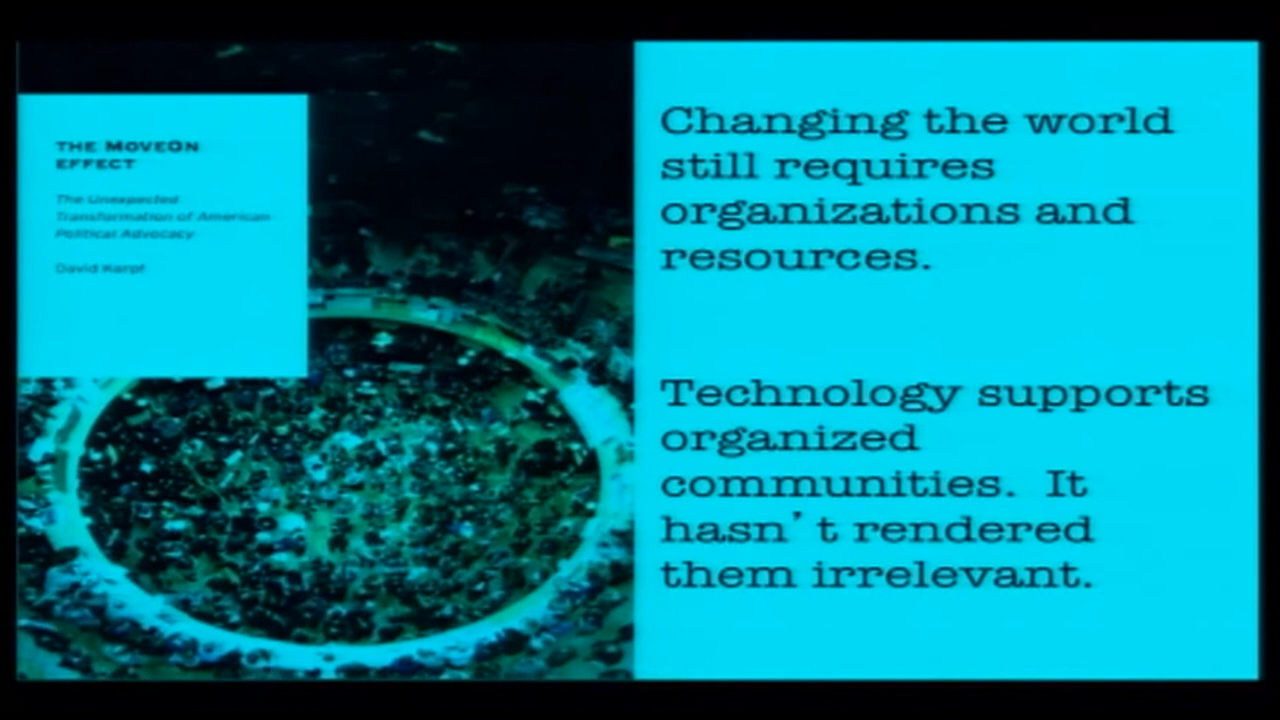 THE MOVEON
EFFECT
The Unexpected
Transformation of American
Political Advocacy
David Karpf
Changing the world
still requires
organizations and
resources.
Technology supports
organized
communities. It
hasn't rendered
them irrelevant.